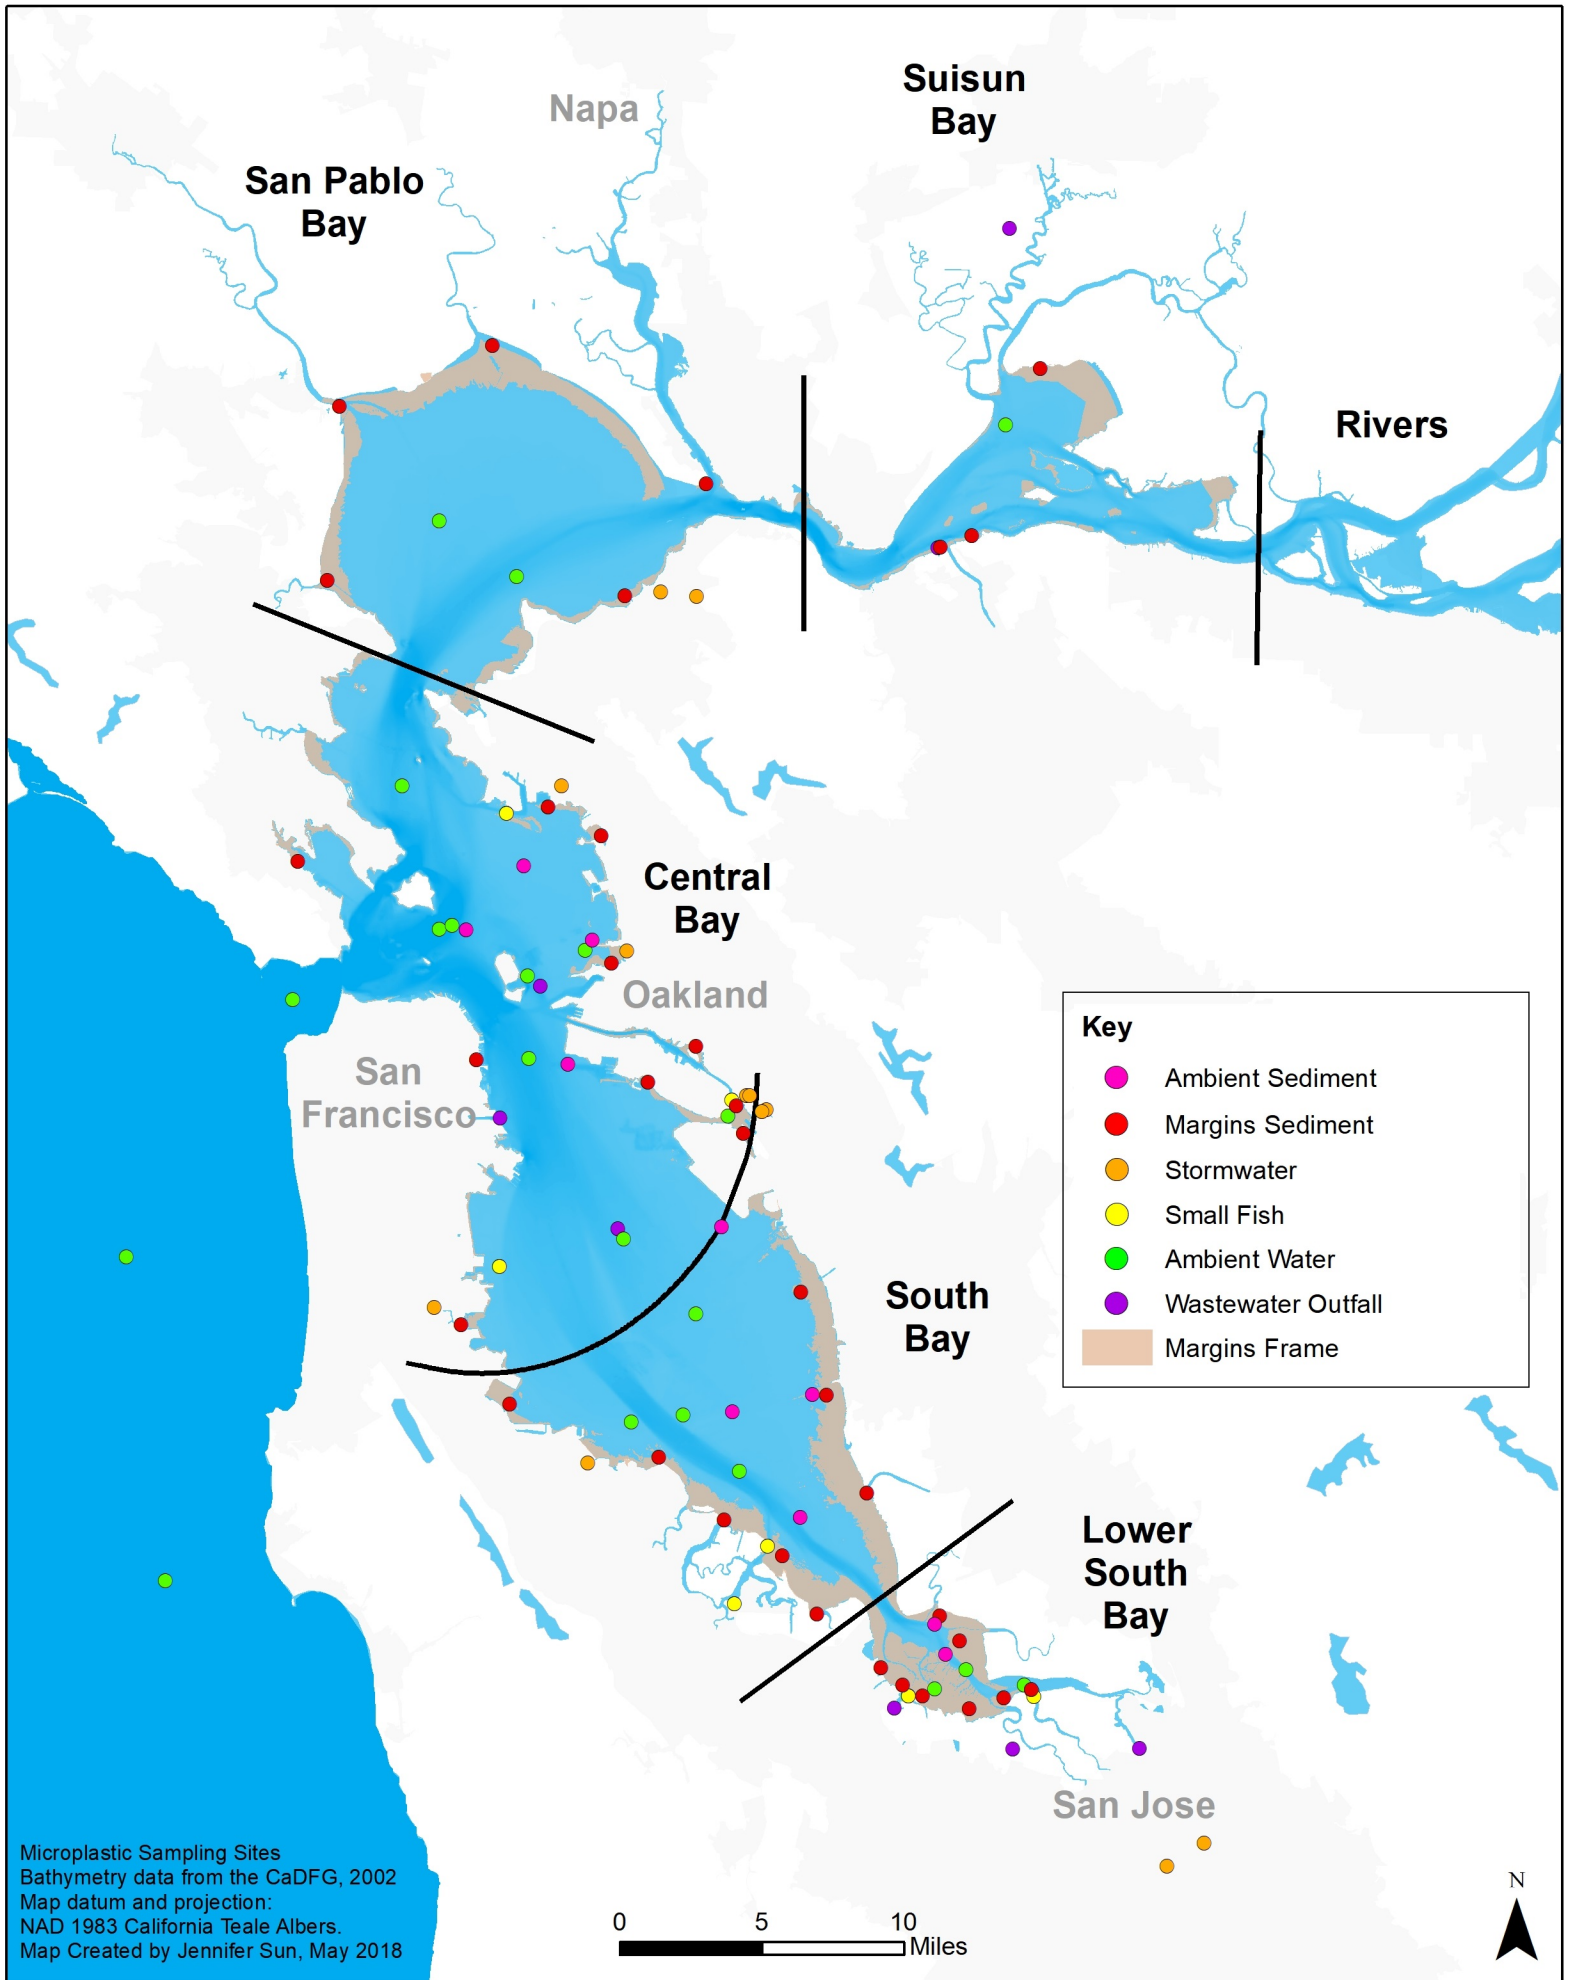 Suisun
Bay
Napa
San Pablo
Bay
Rivers
Central
Bay
Oakland
San
Francisco
Key
Ambient Sediment
Margins Sediment
Stormwater
Small Fish
Ambient Water
Wastewater Outfall
Margins Frame
South
Bay
Lower
South
Bay
San Jose
Microplastic Sampling Sites
Bathymetry data from the CaDFG, 2002
Map datum and projection:
NAD 1983 California Teale Albers.
Map Created by Jennifer Sun, May 2018
0 5 10
Miles
N